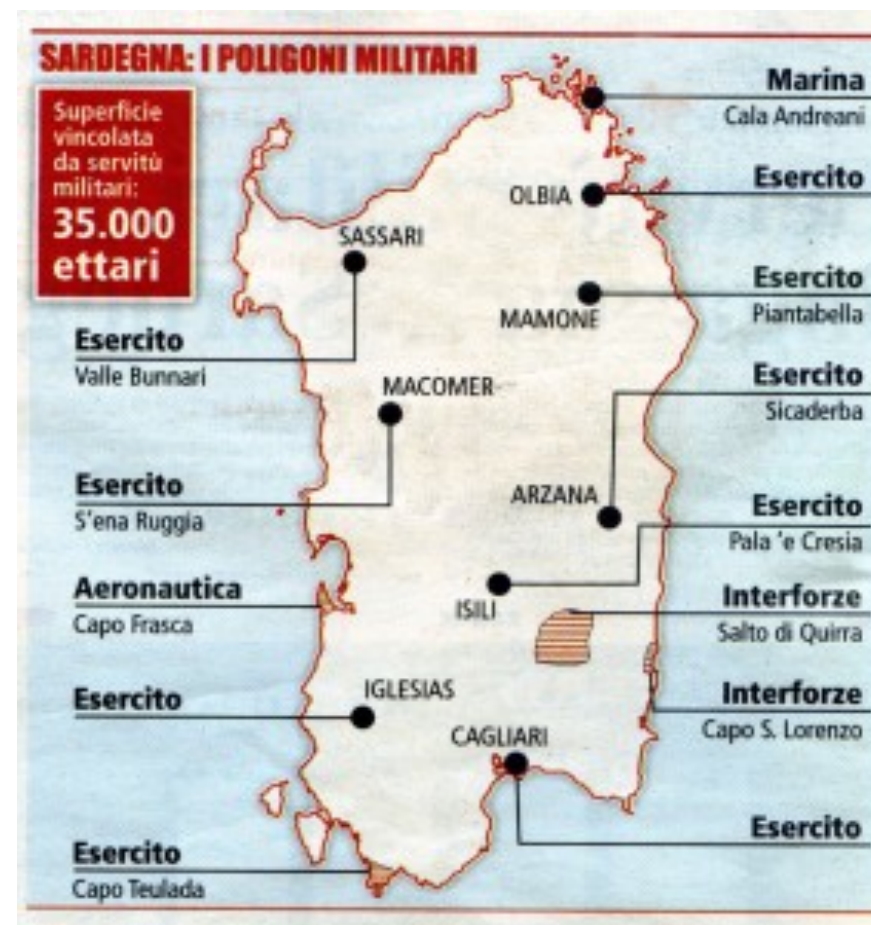 SARDEGNA: I POLIGONI MILITARI
Superficie
vincolata
da servitù
militari:
35.000
ettari
Marina
Cala Andreani
OLBIA
Esercito
SASSARI
Esercito
Valle Bunnari
MAMONE
Esercito
Piantabella
MACOMER
Esercito
S'ena Ruggia
Esercito
Sicaderba
ARZANA
Esercito
Pala 'e Cresia
ISILI
Aeronautica
Capo Frasca
Interforze
Salto di Quirra
IGLESIAS
Esercito
Interforze
Capo S. Lorenzo
CAGLIARI
Esercito
Esercito
Capo Teulada